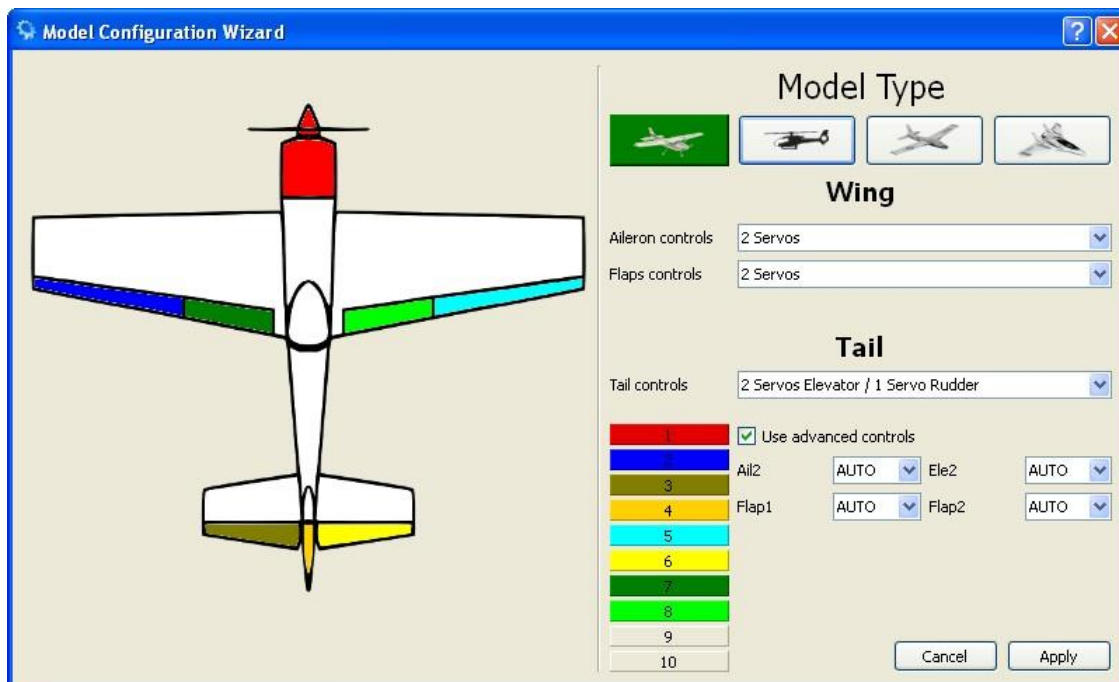 Model Configuration Wizard
Model Type
Wing
Aileron controls 2 Servos
Flaps controls 2 Servos
Tail
Tail controls 2 Servos Elevator / 1 Servo Rudder
1 Use advanced controls
2
Ail2 AUTO Ele2 AUTO
3
4
Flap1 AUTO Flap2 AUTO
5
6
7
8
9
10
Cancel Apply